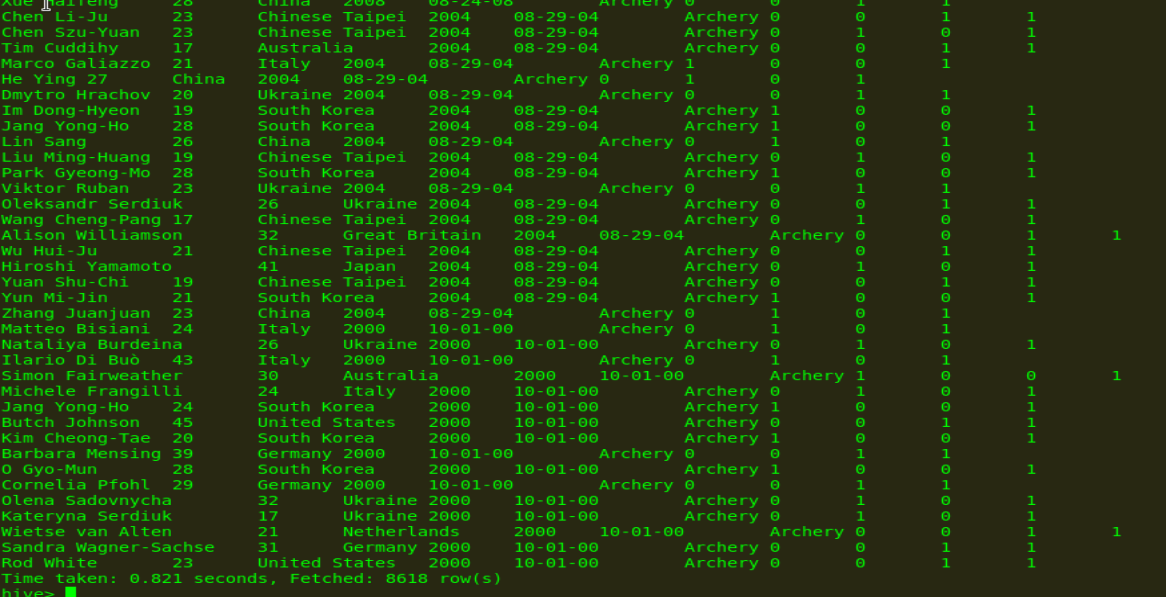 Xue Haifeng 28 China 2008 08-24-08 Archery 0 0 1 1
Chen Li-Ju 23 Chinese Taipei 2004 08-29-04 Archery 0 0 1 1
Chen Szu-Yuan 23 Chinese Taipei 2004 08-29-04 Archery 0 1 0 1
Tim Cuddihy 17 Australia 2004 08-29-04 Archery 0 0 1 1
Marco Galiazzo 21 Italy 2004 08-29-04 Archery 1 0 0 1
He Ying 27 China 2004 08-29-04 Archery 0 1 0 1
Dmytro Hrachov 20 Ukraine 2004 08-29-04 Archery 0 0 1 1
Im Dong-Hyeon 19 South Korea 2004 08-29-04 Archery 1 0 0 1
Jang Yong-Ho 28 South Korea 2004 08-29-04 Archery 1 0 0 1
Lin Sang 26 China 2004 08-29-04 Archery 0 1 0 1
Liu Ming-Huang 19 Chinese Taipei 2004 08-29-04 Archery 0 1 0 1
Park Gyeong-Mo 28 South Korea 2004 08-29-04 Archery 1 0 0 1
Viktor Ruban 23 Ukraine 2004 08-29-04 Archery 0 0 1 1
Oleksandr Serdiuk 26 Ukraine 2004 08-29-04 Archery 0 0 1 1
Wang Cheng-Pang 17 Chinese Taipei 2004 08-29-04 Archery 0 1 0 1
Alison Williamson 32 Great Britain 2004 08-29-04 Archery 0 0 1 1
Wu Hui-Ju 21 Chinese Taipei 2004 08-29-04 Archery 0 0 1 1
Hiroshi Yamamoto 41 Japan 2004 08-29-04 Archery 0 1 0 1
Yuan Shu-Chi 19 Chinese Taipei 2004 08-29-04 Archery 0 0 1 1
Yun Mi-Jin 21 South Korea 2004 08-29-04 Archery 1 0 0 1
Zhang Juanjuan 23 China 2004 08-29-04 Archery 0 1 0 1
Matteo Bisiani 24 Italy 2000 10-01-00 Archery 0 1 0 1
Nataliya Burdeina 26 Ukraine 2000 10-01-00 Archery 0 1 0 1
Ilario Di Buò 43 Italy 2000 10-01-00 Archery 0 1 0 1
Simon Fairweather 30 Australia 2000 10-01-00 Archery 1 0 0 1
Michele Frangilli 24 Italy 2000 10-01-00 Archery 0 1 0 1
Jang Yong-Ho 24 South Korea 2000 10-01-00 Archery 1 0 0 1
Butch Johnson 45 United States 2000 10-01-00 Archery 0 0 1 1
Kim Cheong-Tae 20 South Korea 2000 10-01-00 Archery 1 0 0 1
Barbara Mensing 39 Germany 2000 10-01-00 Archery 0 0 1 1
O Gyo-Mun 28 South Korea 2000 10-01-00 Archery 1 0 0 1
Cornelia Pfohl 29 Germany 2000 10-01-00 Archery 0 0 1 1
Olena Sadovnycha 32 Ukraine 2000 10-01-00 Archery 0 1 0 1
Kateryna Serdiuk 17 Ukraine 2000 10-01-00 Archery 0 1 0 1
Wietse van Alten 21 Netherlands 2000 10-01-00 Archery 0 0 1 1
Sandra Wagner-Sachse 31 Germany 2000 10-01-00 Archery 0 0 1 1
Rod White 23 United States 2000 10-01-00 Archery 0 0 1 1
Time taken: 0.821 seconds, Fetched: 8618 row(s)
hive>